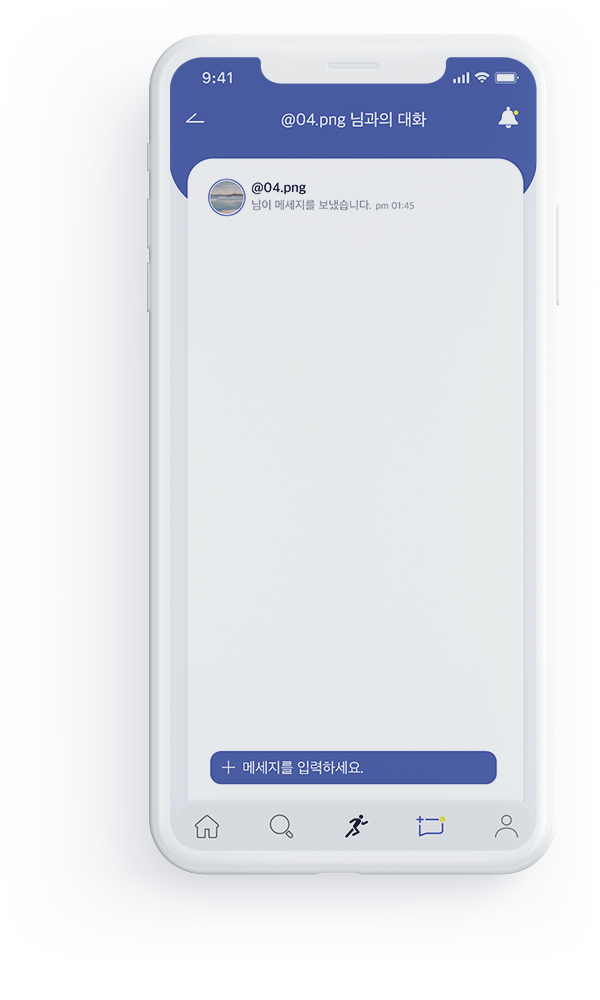 9:41
@04.png 님과의 대화
@04.png
님이 메세지를 보냈습니다. pm 01:45
메세지를 입력하세요.